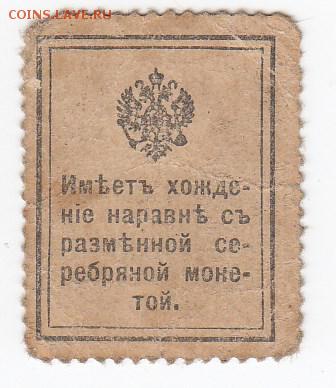 COINS.LAVE.RU
Имѣетъ хожде-
ніе наравнѣ съ
размѣнной се-
ребряной моне-
той.